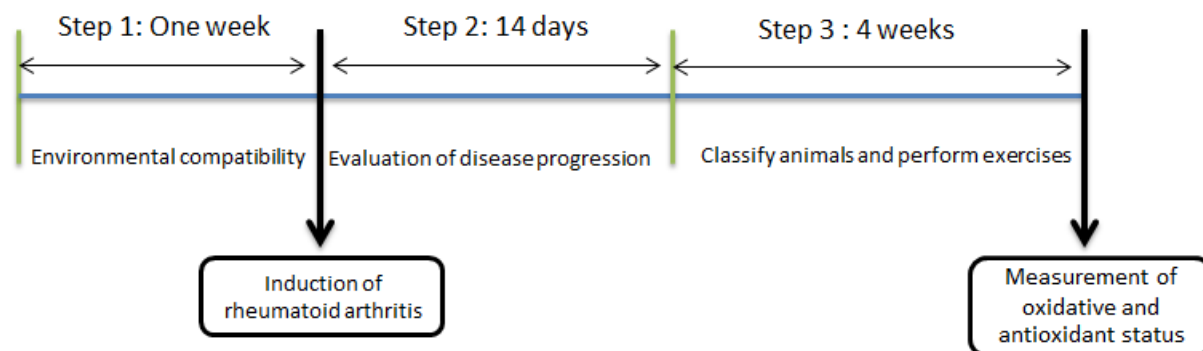 Step 1: One week
Step 2: 14 days
Step 3 : 4 weeks
Environmental compatibility
Evaluation of disease progression
Classify animals and perform exercises
Induction of
rheumatoid arthritis
Measurement of
oxidative and
antioxidant status